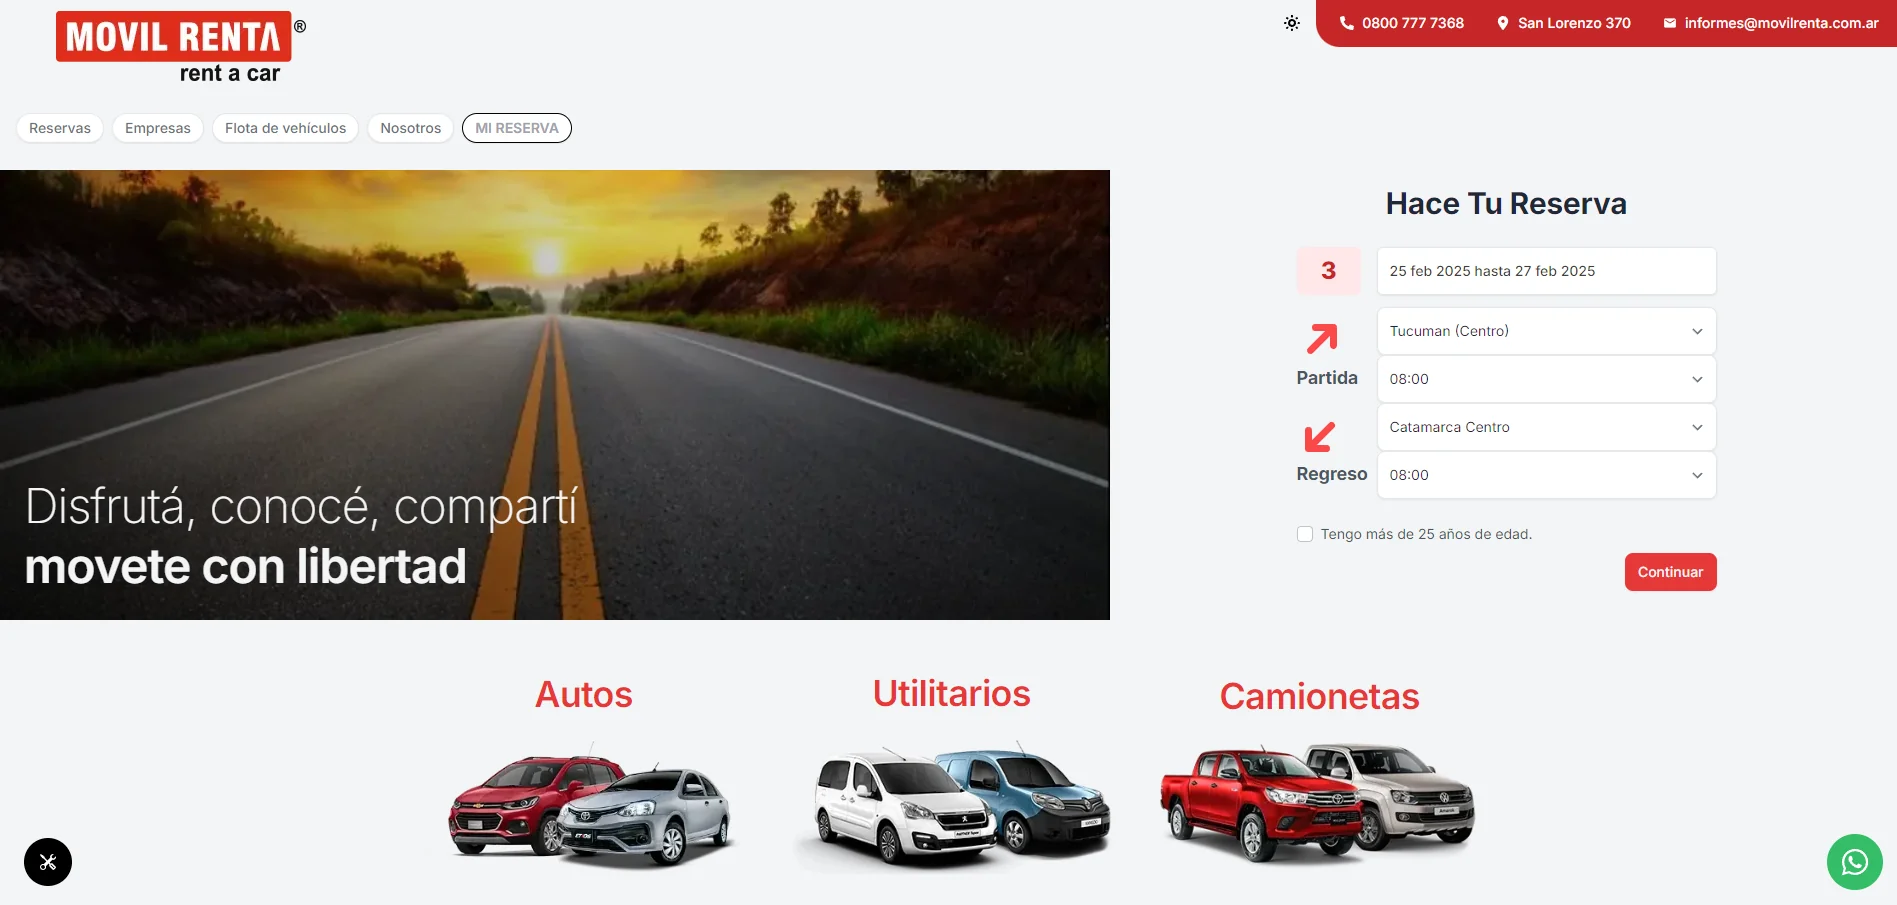 MOVIL RENTA®
rent a car
0800 777 7368
San Lorenzo 370
informes@movilrenta.com.ar
Reservas
Empresas
Flota de vehículos
Nosotros
MI RESERVA
Disfrutá, conocé, compartí
movete con libertad
Hace Tu Reserva
3
25 feb 2025 hasta 27 feb 2025
Partida
Tucuman (Centro)
08:00
Regreso
Catamarca Centro
08:00
Tengo más de 25 años de edad.
Continuar
Autos
Utilitarios
Camionetas